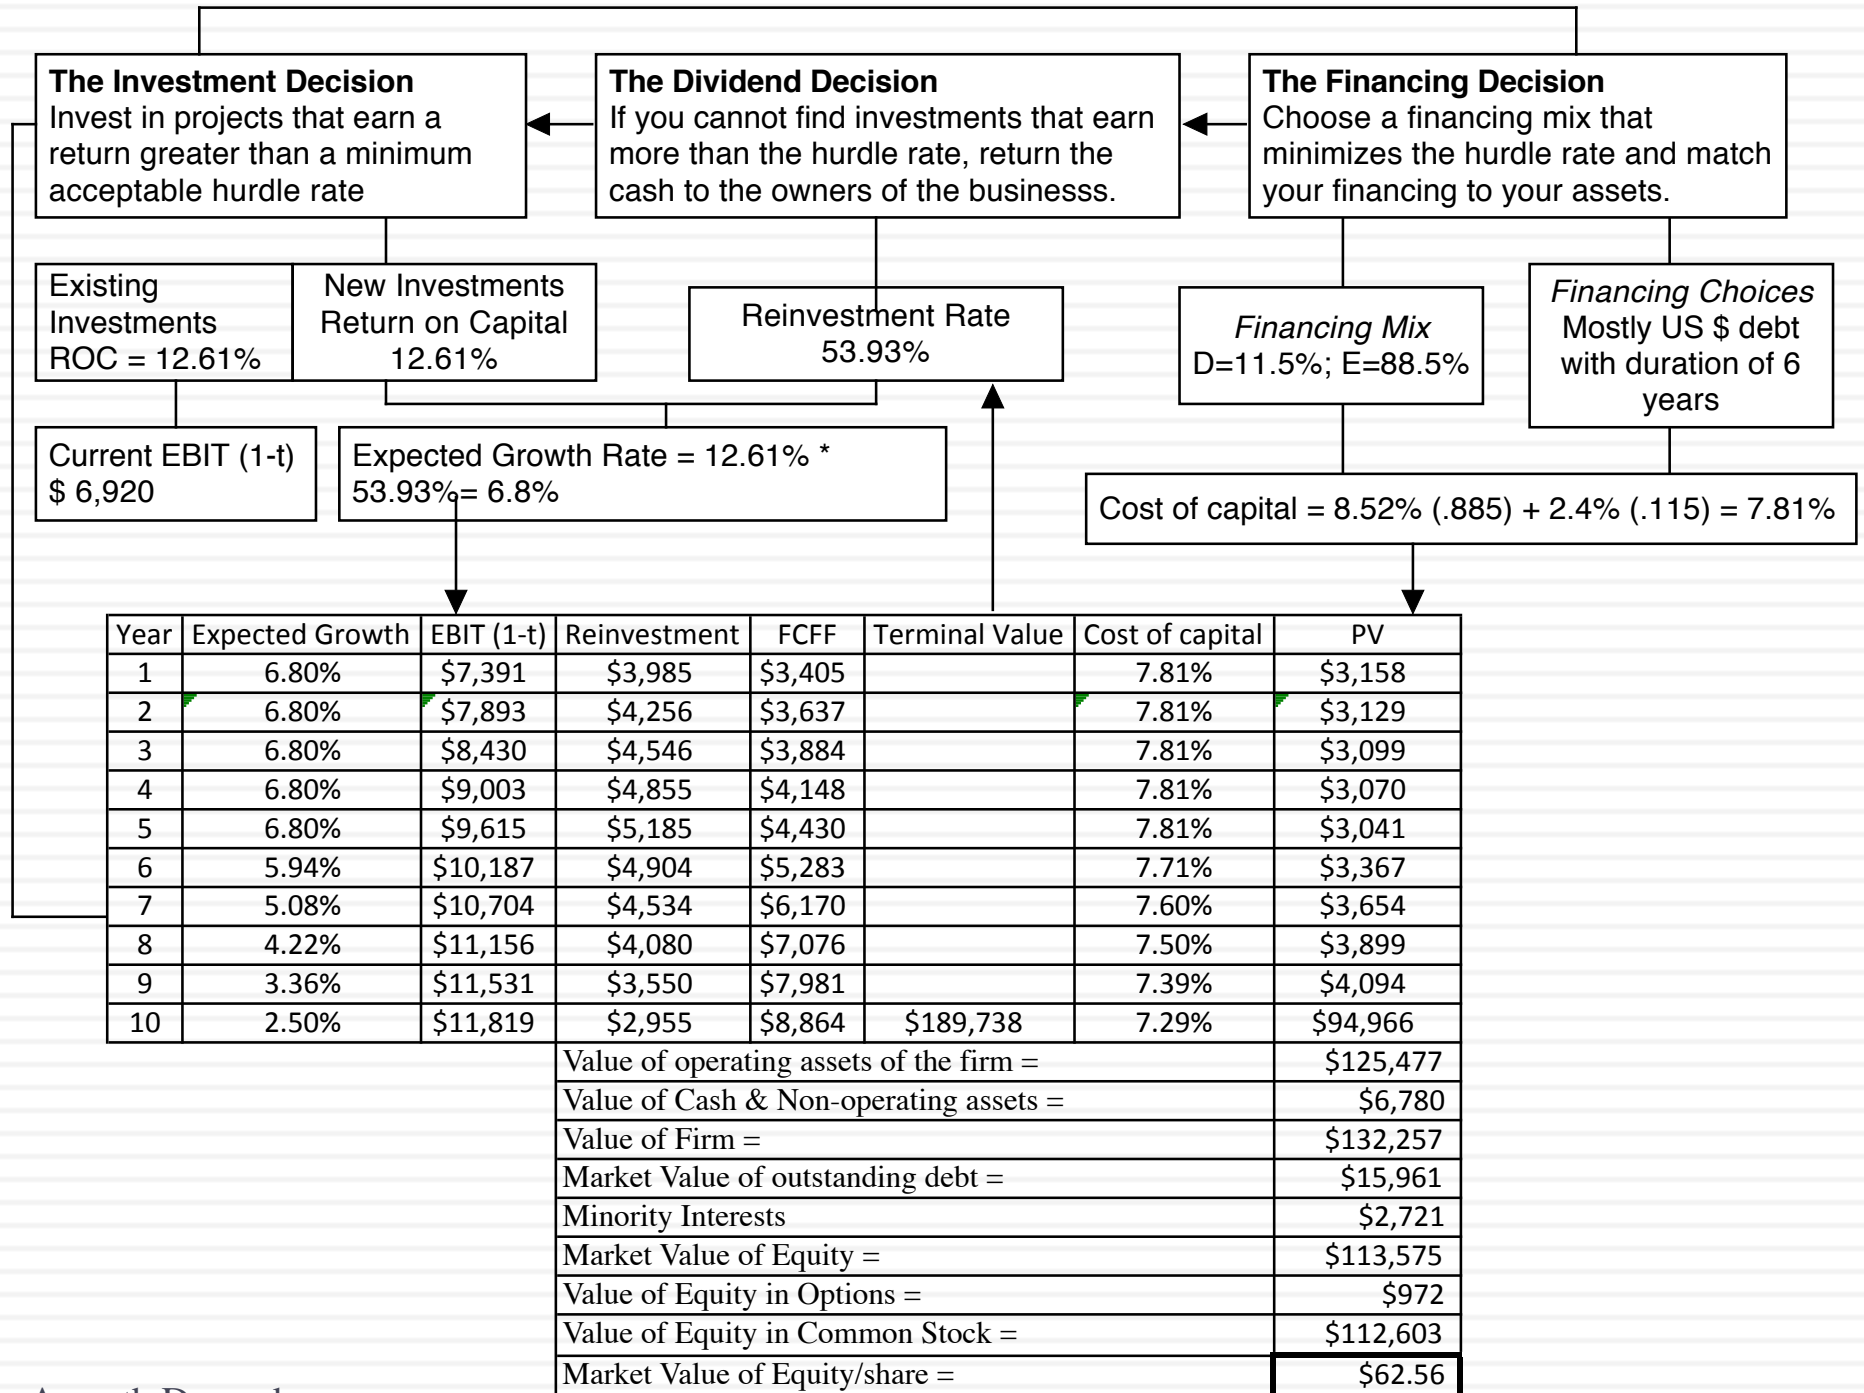 The Investment Decision
Invest in projects that earn a
return greater than a minimum
acceptable hurdle rate
The Dividend Decision
If you cannot find investments that earn
more than the hurdle rate, return the
cash to the owners of the businesss.
The Financing Decision
Choose a financing mix that
minimizes the hurdle rate and match
your financing to your assets.
Existing
Investments
ROC = 12.61%
New Investments
Return on Capital
12.61%
Reinvestment Rate
53.93%
Financing Mix
D=11.5%; E=88.5%
Financing Choices
Mostly US $ debt
with duration of 6
years
Current EBIT (1-t)
$ 6,920
Expected Growth Rate = 12.61% *
53.93%= 6.8%
Cost of capital = 8.52% (.885) + 2.4% (.115) = 7.81%
Year Expected Growth EBIT (1-t) Reinvestment FCFF Terminal Value Cost of capital PV
1 6.80% $7,391 $3,985 $3,405 7.81% $3,158
2 6.80% $7,893 $4,256 $3,637 7.81% $3,129
3 6.80% $8,430 $4,546 $3,884 7.81% $3,099
4 6.80% $9,003 $4,855 $4,148 7.81% $3,070
5 6.80% $9,615 $5,185 $4,430 7.81% $3,041
6 5.94% $10,187 $4,904 $5,283 7.71% $3,367
7 5.08% $10,704 $4,534 $6,170 7.60% $3,654
8 4.22% $11,156 $4,080 $7,076 7.50% $3,899
9 3.36% $11,531 $3,550 $7,981 7.39% $4,094
10 2.50% $11,819 $2,955 $8,864 $189,738 7.29% $94,966
Value of operating assets of the firm = $125,477
Value of Cash & Non-operating assets = $6,780
Value of Firm = $132,257
Market Value of outstanding debt = $15,961
Minority Interests $2,721
Market Value of Equity = $113,575
Value of Equity in Options = $972
Value of Equity in Common Stock = $112,603
Market Value of Equity/share = $62.56